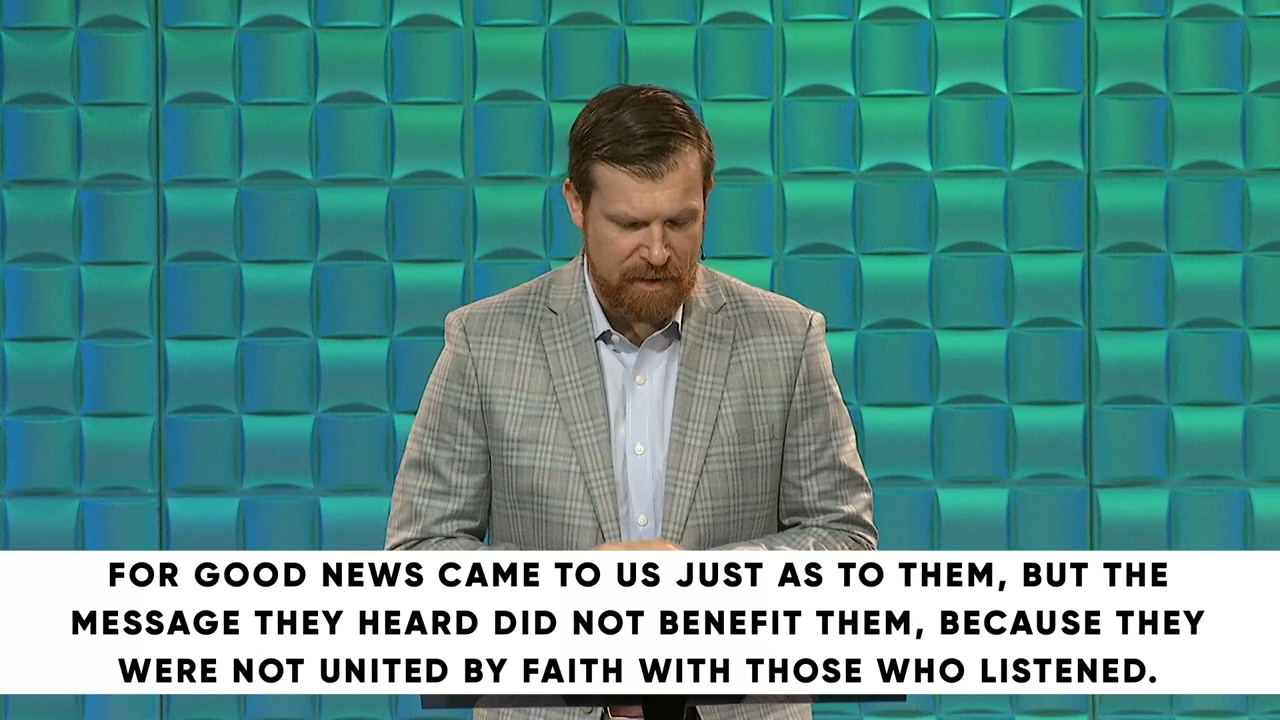 FOR GOOD NEWS CAME TO US JUST AS TO THEM, BUT THE
MESSAGE THEY HEARD DID NOT BENEFIT THEM, BECAUSE THEY
WERE NOT UNITED BY FAITH WITH THOSE WHO LISTENED.